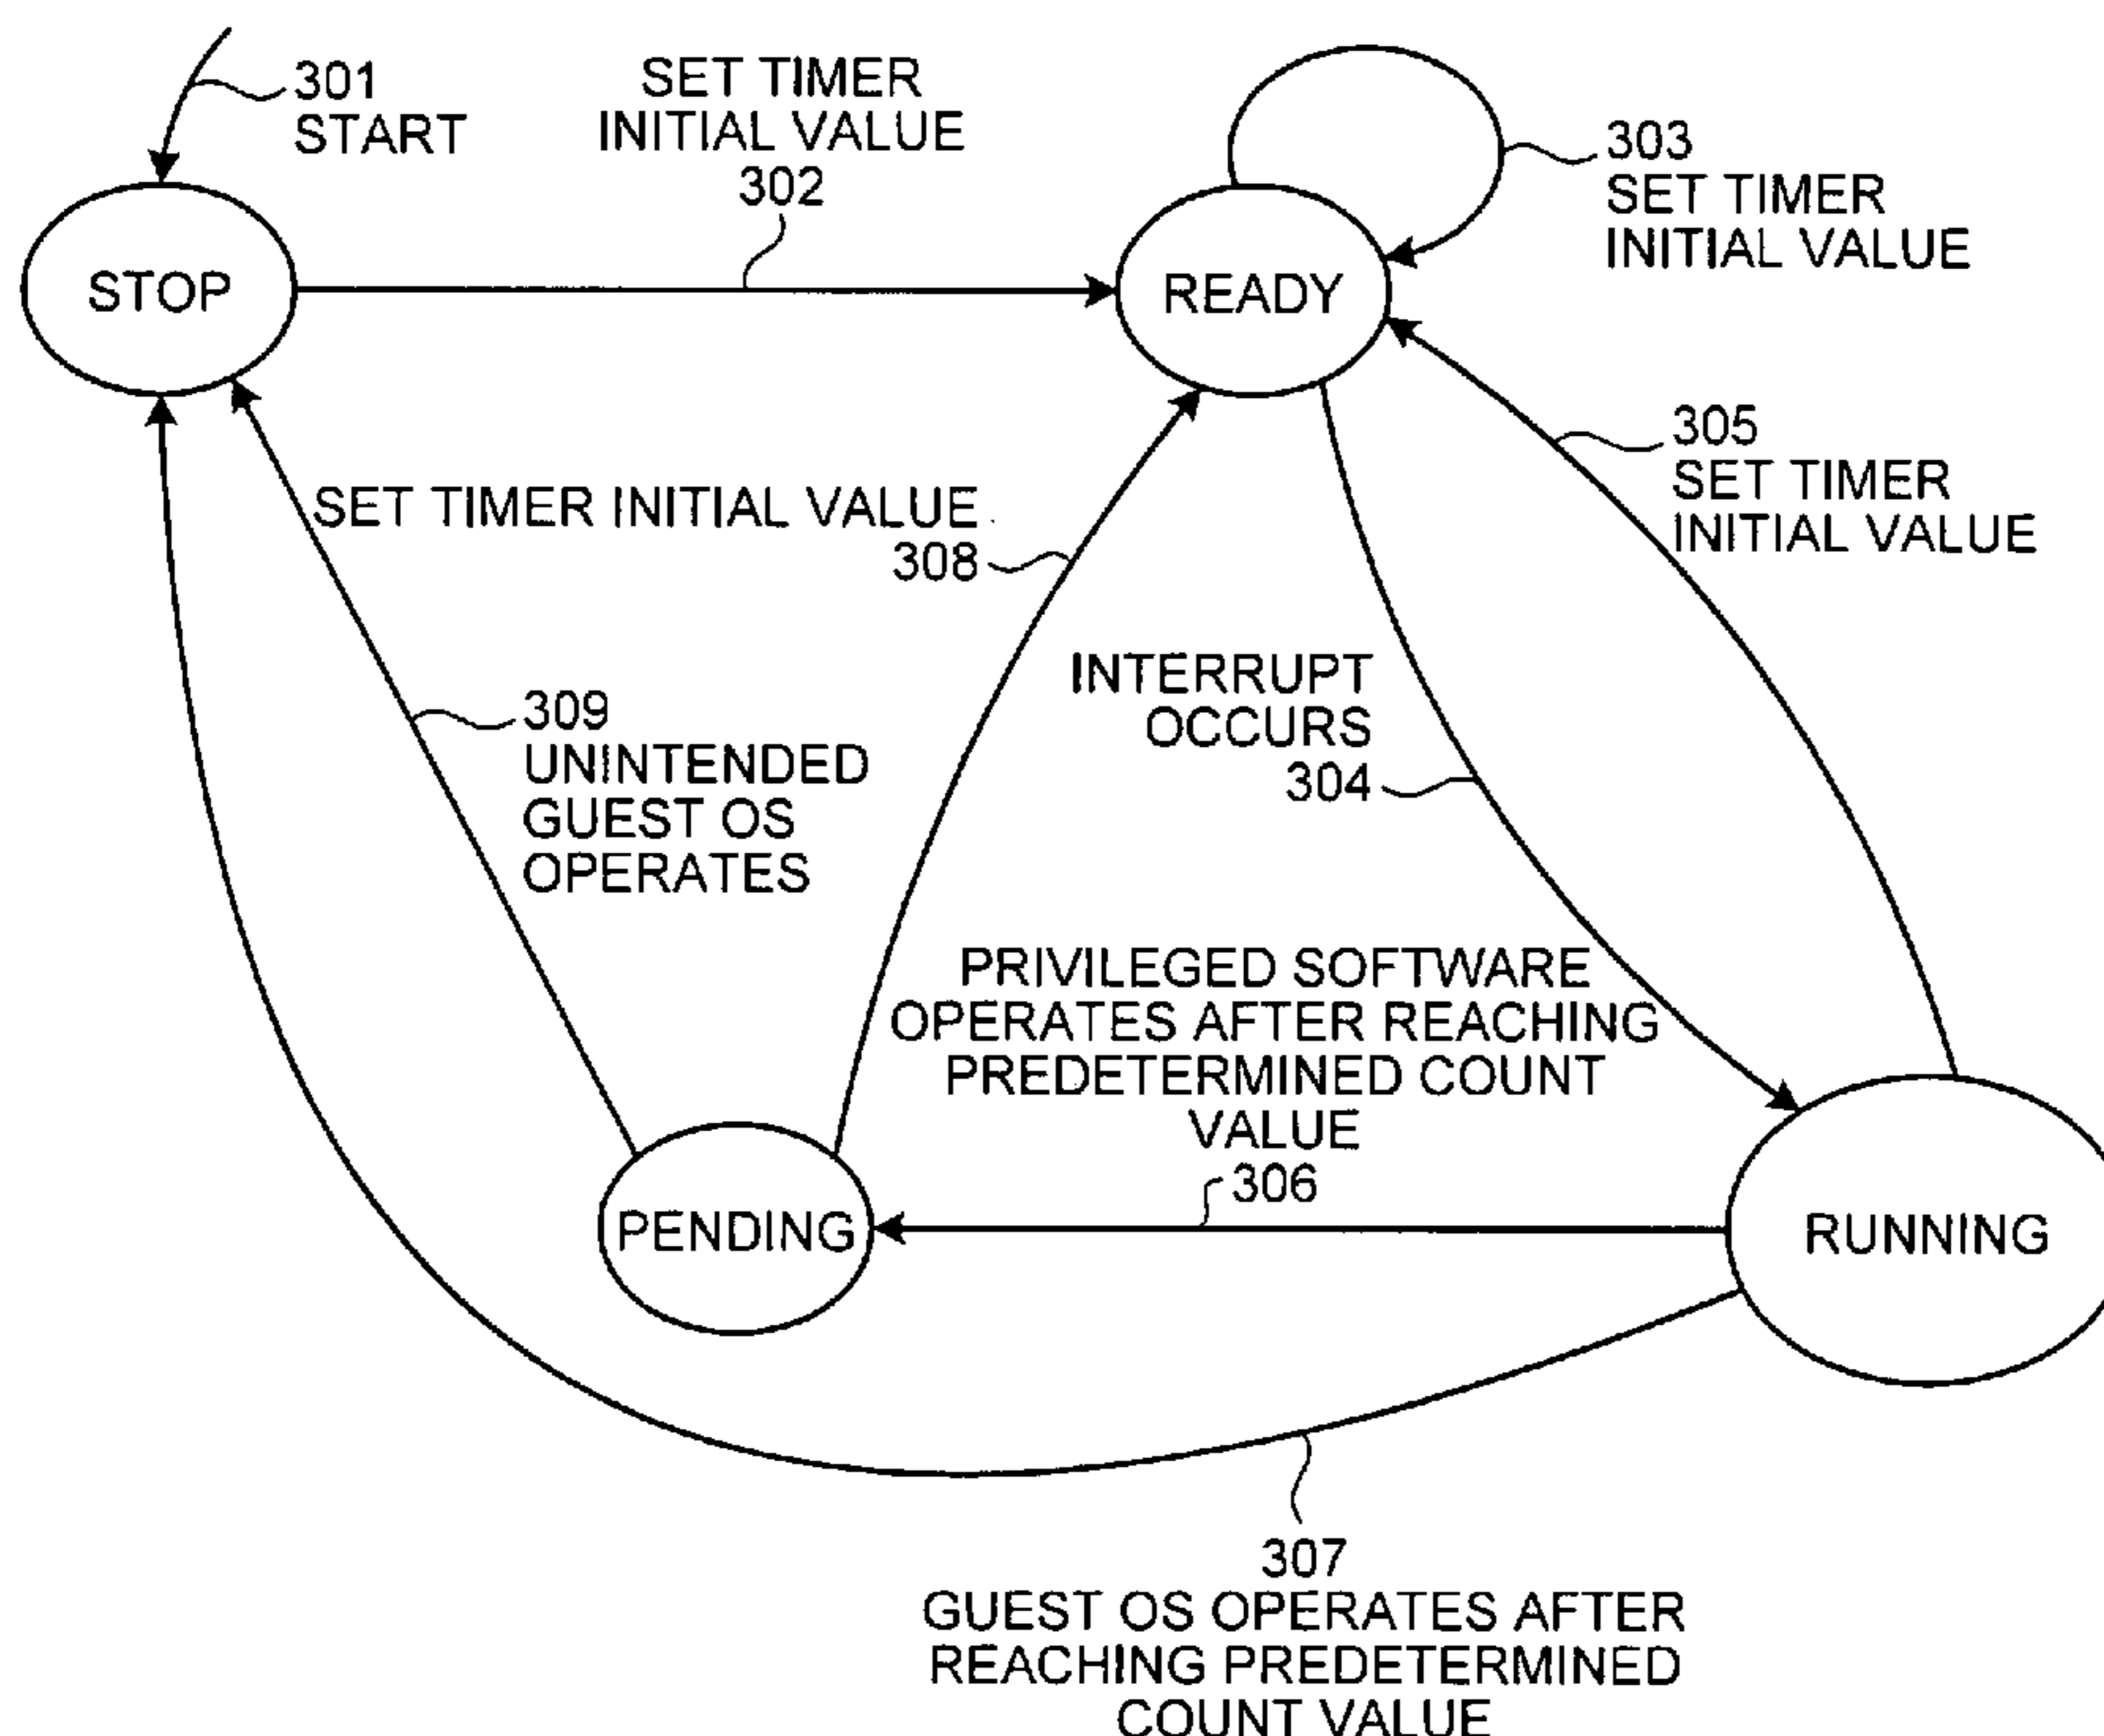 301
START
SET TIMER
INITIAL VALUE
302
303
SET TIMER
INITIAL VALUE
STOP
READY
305
SET TIMER
INITIAL VALUE
SET TIMER INITIAL VALUE
308
INTERRUPT
OCCURS
304
309
UNINTENDED
GUEST OS
OPERATES
PRIVILEGED SOFTWARE
OPERATES AFTER REACHING
PREDETERMINED COUNT
VALUE
306
PENDING
RUNNING
307
GUEST OS OPERATES AFTER
REACHING PREDETERMINED
COUNT VALUE